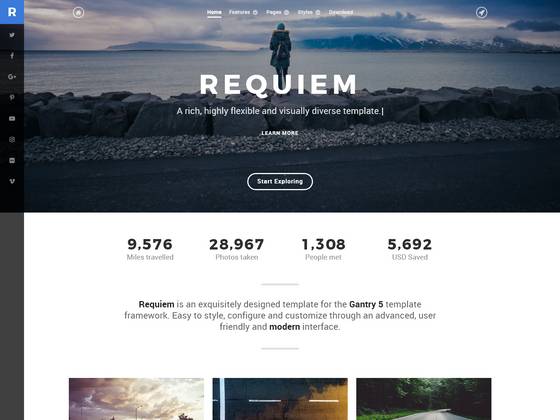 R
Home Features Pages Styles Download
REQUIEM
A rich, highly flexible and visually diverse template.|
LEARN MORE
Start Exploring
9,576 28,967 1,308 5,692
Miles travelled Photos taken People met USD Saved
Requiem is an exquisitely designed template for the Gantry 5 template
framework. Easy to style, configure and customize through an advanced, user
friendly and modern interface.